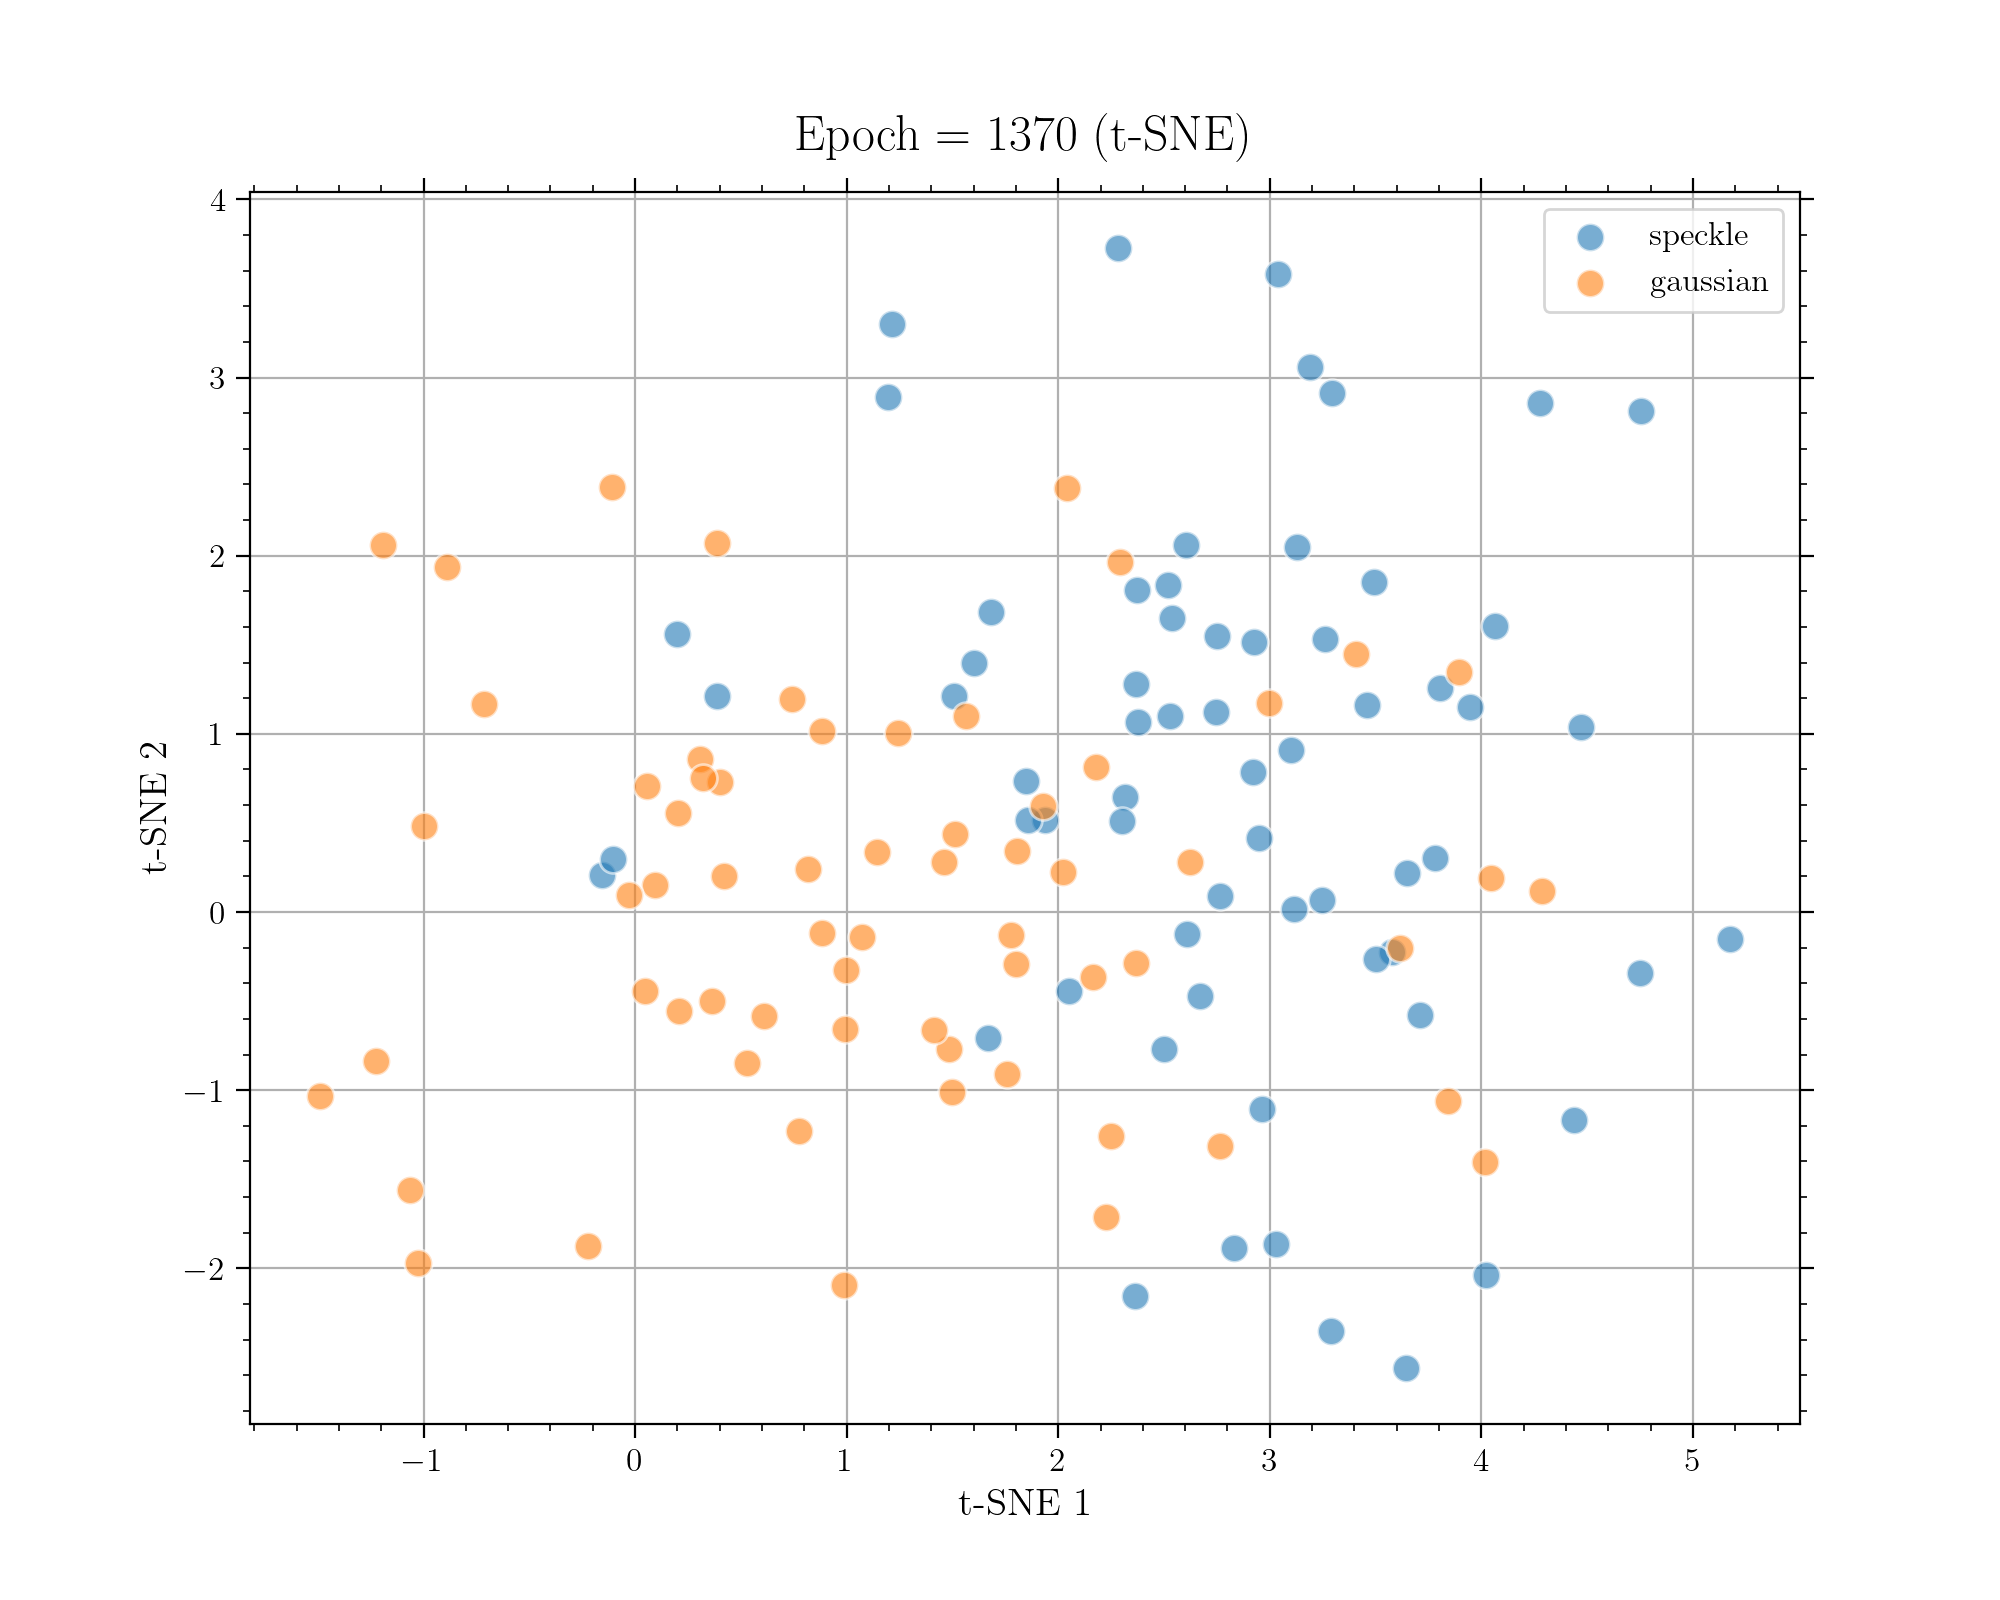 Epoch = 1370 (t-SNE)
speckle
gaussian
4
3
2
1
0
−1
−2
t-SNE 2
−1 0 1 2 3 4 5
t-SNE 1